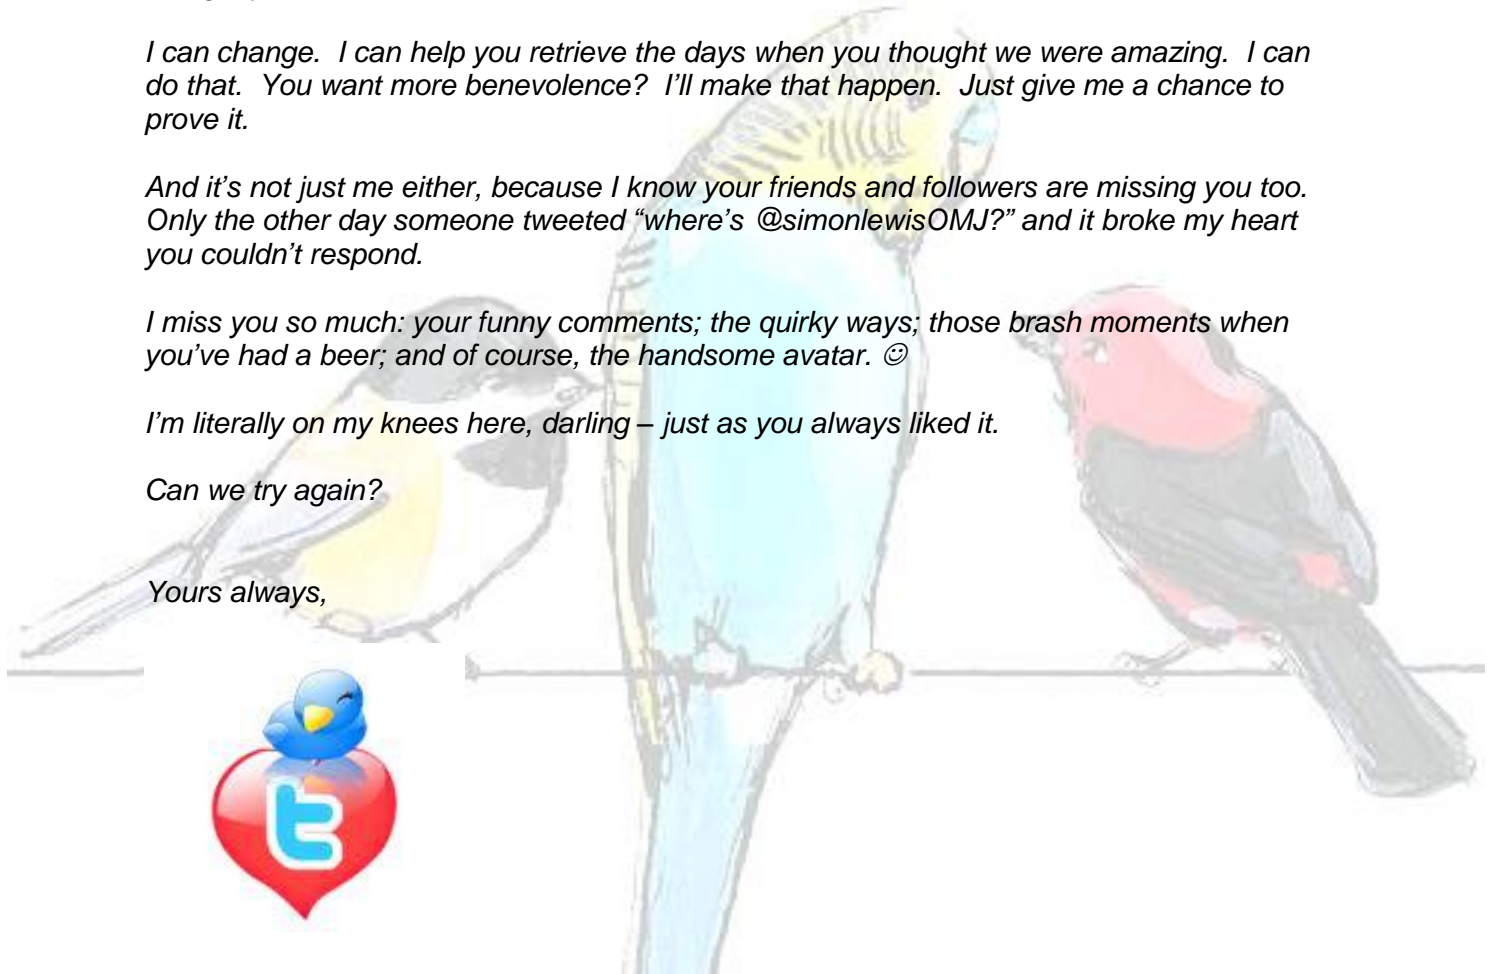 I can change. I can help you retrieve the days when you thought we were amazing. I can
do that. You want more benevolence? I'll make that happen. Just give me a chance to
prove it.
And it's not just me either, because I know your friends and followers are missing you too.
Only the other day someone tweeted “where's @simonlewisOMJ?” and it broke my heart
you couldn't respond.
I miss you so much: your funny comments; the quirky ways; those brash moments when
you've had a beer; and of course, the handsome avatar. ☺
I'm literally on my knees here, darling – just as you always liked it.
Can we try again?
Yours always,
t